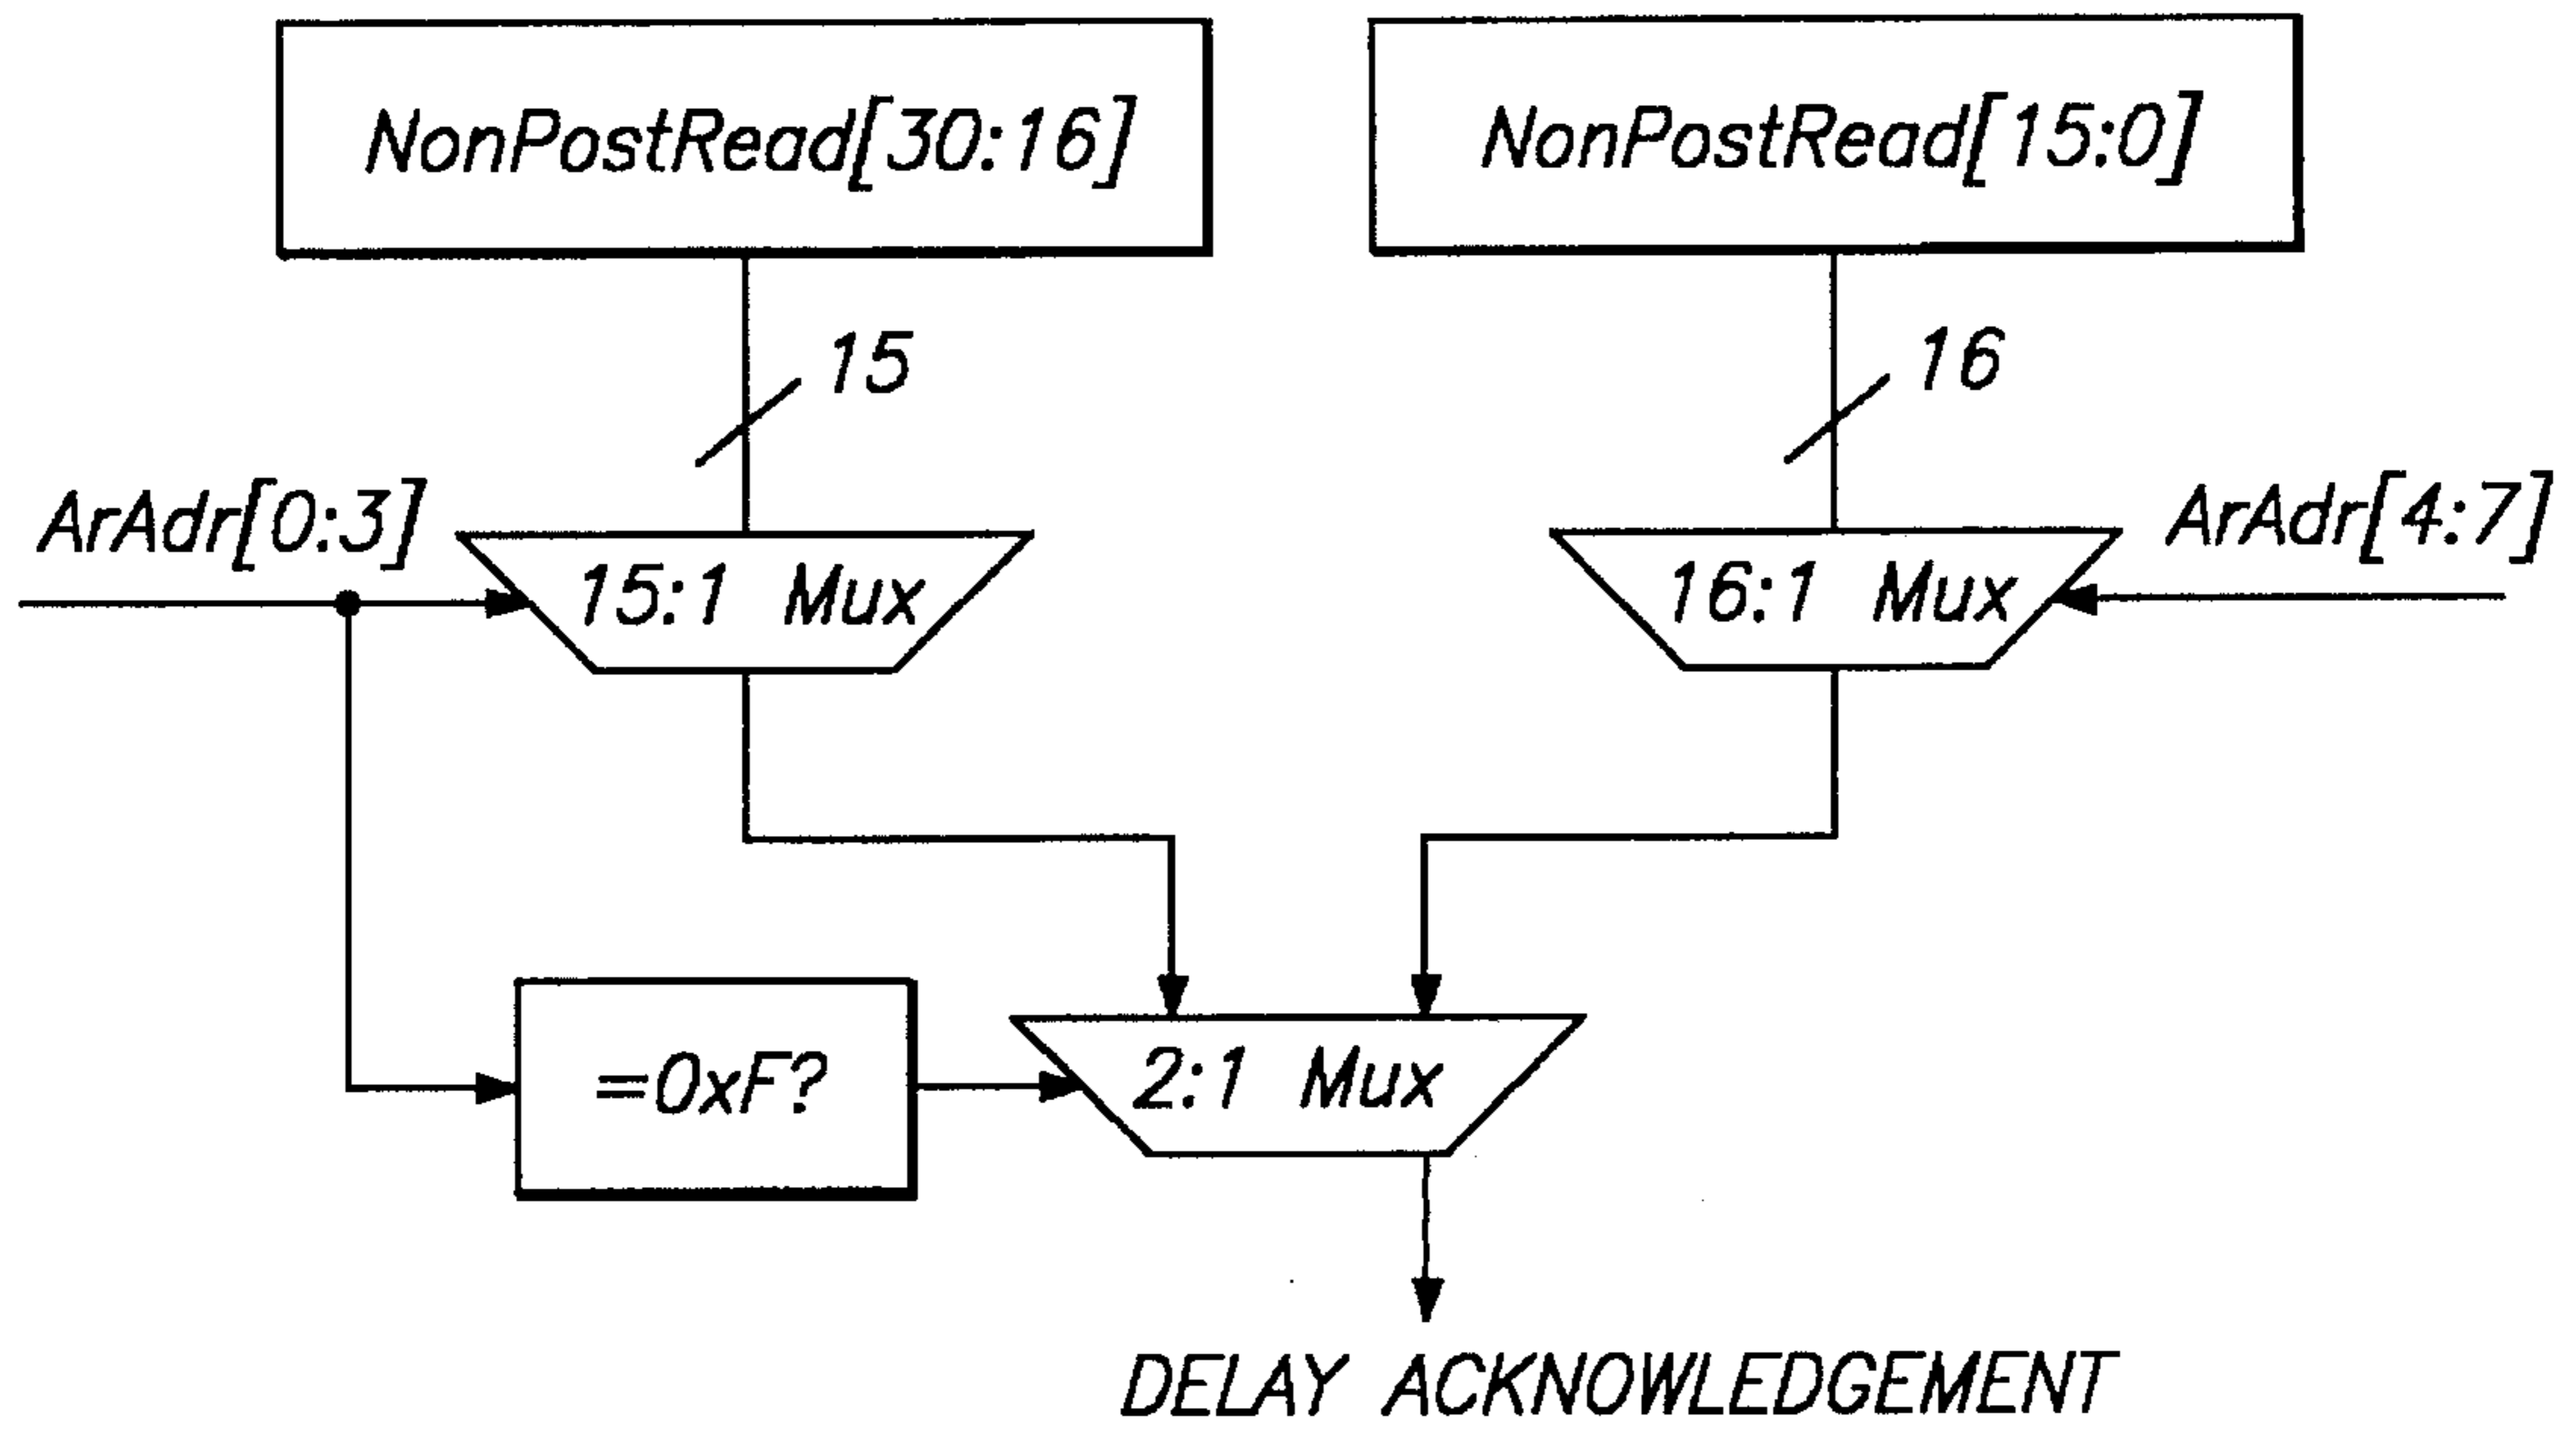 NonPostRead[30:16]
NonPostRead[15:0]
15
16
ArAdr[0:3]
15:1 Mux
16:1 Mux
ArAdr[4:7]
=0xF?
2:1 Mux
DELAY ACKNOWLEDGEMENT